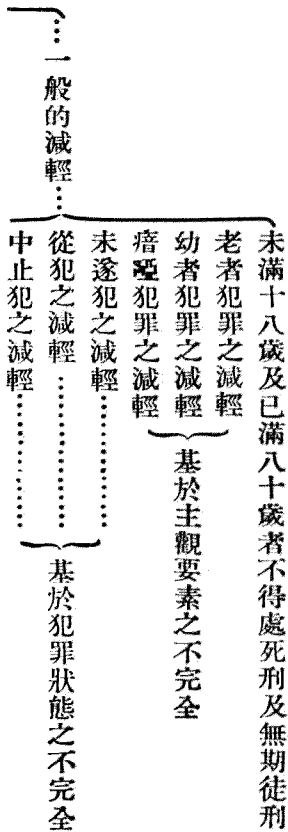 …一般的減輕…
未滿十八歲及已滿八十歲者不得處死刑及無期徒刑
老者犯罪之減輕
幼者犯罪之減輕
瘖啞犯罪之減輕
基於主觀要素之不完全
未遂犯之減輕…………
從犯之減輕…………
中止犯之減輕…………
基於犯罪狀態之不完全